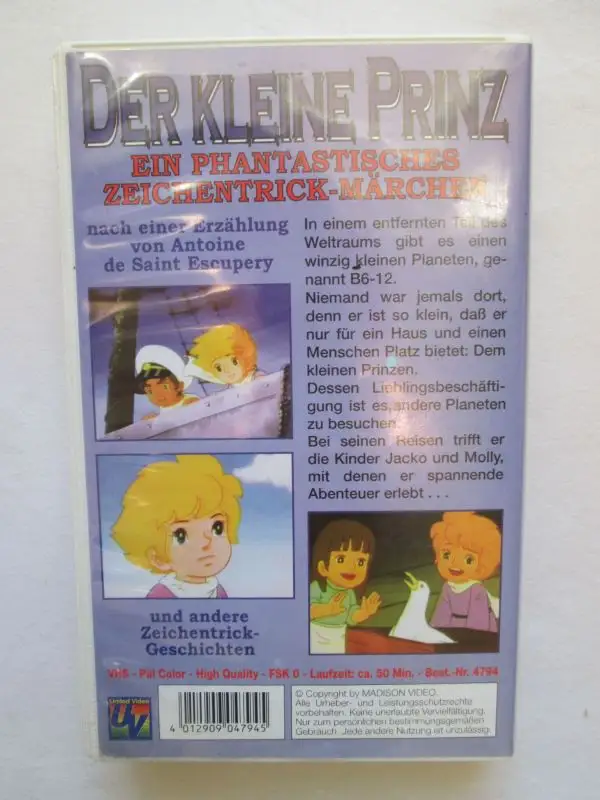 DER KLEINE PRINZ
EIN PHANTASTISCHES
ZEICHENTRICK-MÄRCHEN
nach einer Erzählung
von Antoine
de Saint Escupery
In einem entfernten Teil des
Weltraums gibt es einen
winzig kleinen Planeten, ge-
nannt B6-12.
Niemand war jemals dort,
denn er ist so klein, daß er
nur für ein Haus und einen
Menschen Platz bietet: Dem
kleinen Prinzen.
Dessen Lieblingsbeschäfti-
gung ist es, andere Planeten
zu besuchen.
Bei seinen Reisen trifft er
die Kinder Jacko und Molly,
mit denen er spannende
Abenteuer erlebt . . .
und andere
Zeichentrick-
Geschichten
VHS - Pal Color - High Quality - FSK 0 - Laufzeit: ca. 50 Min. - Best.-Nr. 4794
United Video
UV
4 012909 047945
© Copyright by MADISON VIDEO.
Alle Urheber- und Leistungsschutzrechte
vorbehalten. Keine unerlaubte Vervielfältigung.
Nur zum persönlichen bestimmungsgemäßen
Gebrauch. Jede andere Nutzung ist unzulässig.